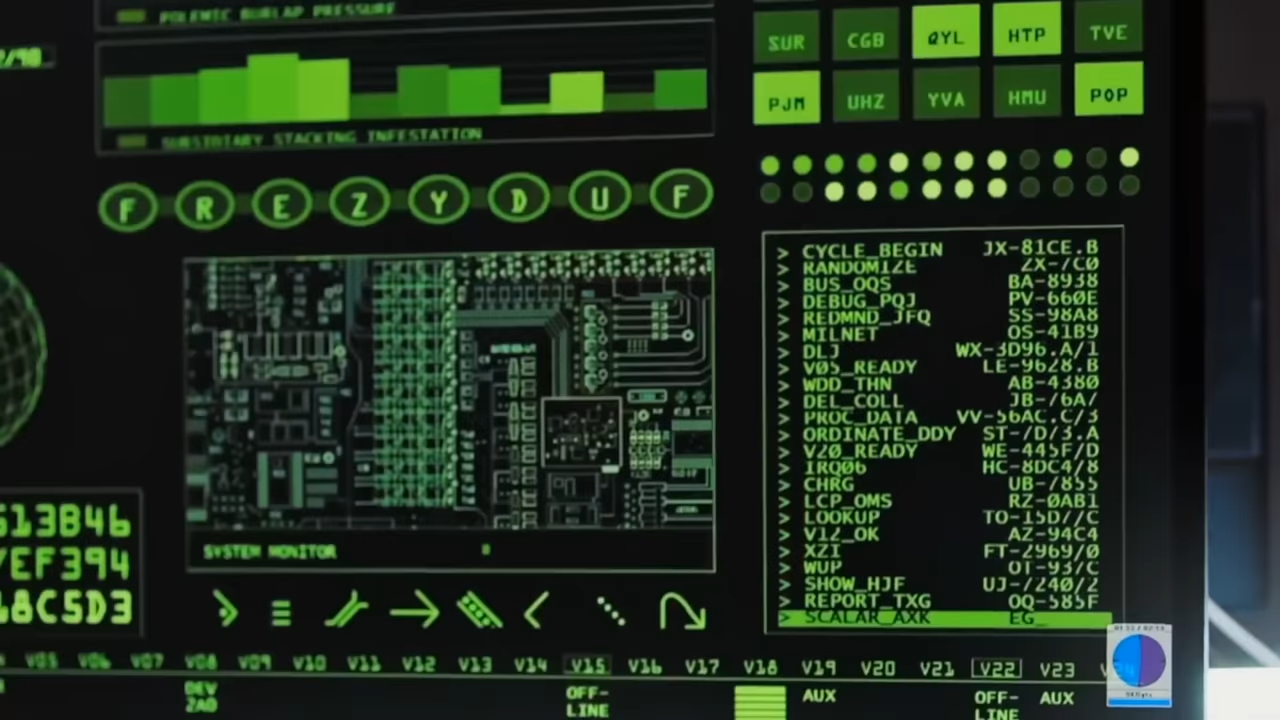 POLEMIC BURLAP PRESSURE
SUBSIDIARY STACKING INFESTATION
SUR CGB QYL HTP TVE
PJM UHZ YVA HMU POP
F R E Z Y D U F
SYSTEM MONITOR
> CYCLE_BEGIN JX-81CE.B
> RANDOMIZE ZX-7C0
> BUS_OQS BA-8938
> DEBUG_PQJ PV-660E
> REDMND_JFQ SS-98A8
> MILNET OS-41B9
> DLJ WX-3D96.A/1
> V05_READY LE-9628.B
> WDD_THN AB-4380
> DEL_COLL JB-76A7
> PROC_DATA VV-56AC.C/3
> ORDINATE_DDY ST-7D73.A
> V20_READY WE-445F/D
> IRQ06 HC-8DC4/8
> CHRG UB-7855
> LCP_OMS RZ-0AB1
> LOOKUP TO-15D7/C
> V12_OK AZ-94C4
> XZI FT-2969/0
> WUP OT-93/C
> SHOW_HJF UJ-7240/2
> REPORT_TXG OQ-585F
> SCALAR_AXK EG_
513B46
EF394
18C5D3
V05 V06 V07 V08 V09 V10 V11 V12 V13 V14 V15 V16 V17 V18 V19 V20 V21 V22 V23 V24
DEV
2A0
OFF-
LINE
AUX
OFF-
LINE
AUX